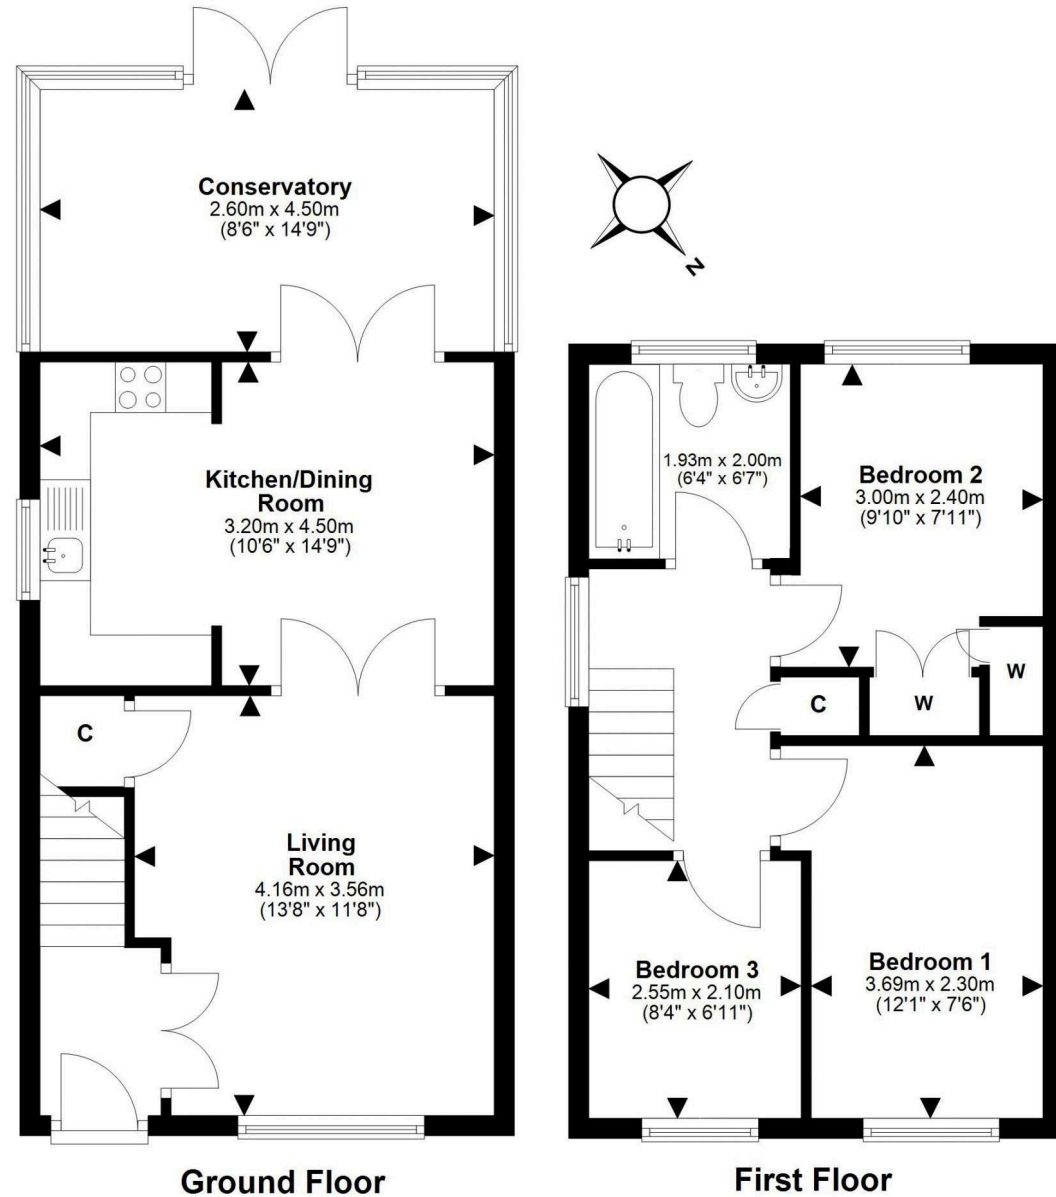 Conservatory
2.60m x 4.50m
(8'6" x 14'9")
N
Kitchen/Dining
Room
3.20m x 4.50m
(10'6" x 14'9")
1.93m x 2.00m
(6'4" x 6'7")
Bedroom 2
3.00m x 2.40m
(9'10" x 7'11")
C
W
W
C
Living
Room
4.16m x 3.56m
(13'8" x 11'8")
Bedroom 3
2.55m x 2.10m
(8'4" x 6'11")
Bedroom 1
3.69m x 2.30m
(12'1" x 7'6")
Ground Floor
First Floor